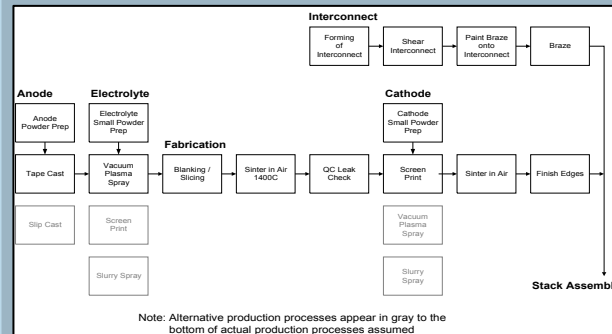 Interconnect
Forming
of
Interconnect
Shear
Interconnect
Paint Braze
onto
Interconnect
Braze
Anode
Electrolyte
Cathode
Anode
Powder Prep
Electrolyte
Small Powder
Prep
Cathode
Small Powder
Prep
Fabrication
Tape Cast
Vacuum
Plasma
Spray
Blanking /
Slicing
Sinter in Air
1400C
QC Leak
Check
Screen
Print
Sinter in Air
Finish Edges
Slip Cast
Screen
Print
Vacuum
Plasma
Spray
Slurry Spray
Slurry
Spray
Stack Assembl
Note: Alternative production processes appear in gray to the
bottom of actual production processes assumed